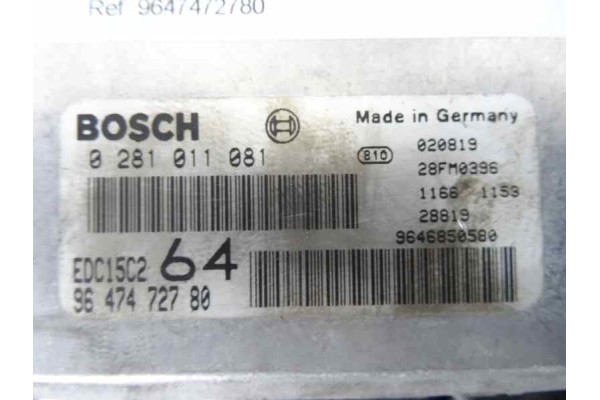 Ref 9647472780
BOSCH
Made in Germany
0 281 011 081
810
020819
28FM0396
1166 1153
28819
9646850580
EDC15C2 64
96 474 727 80